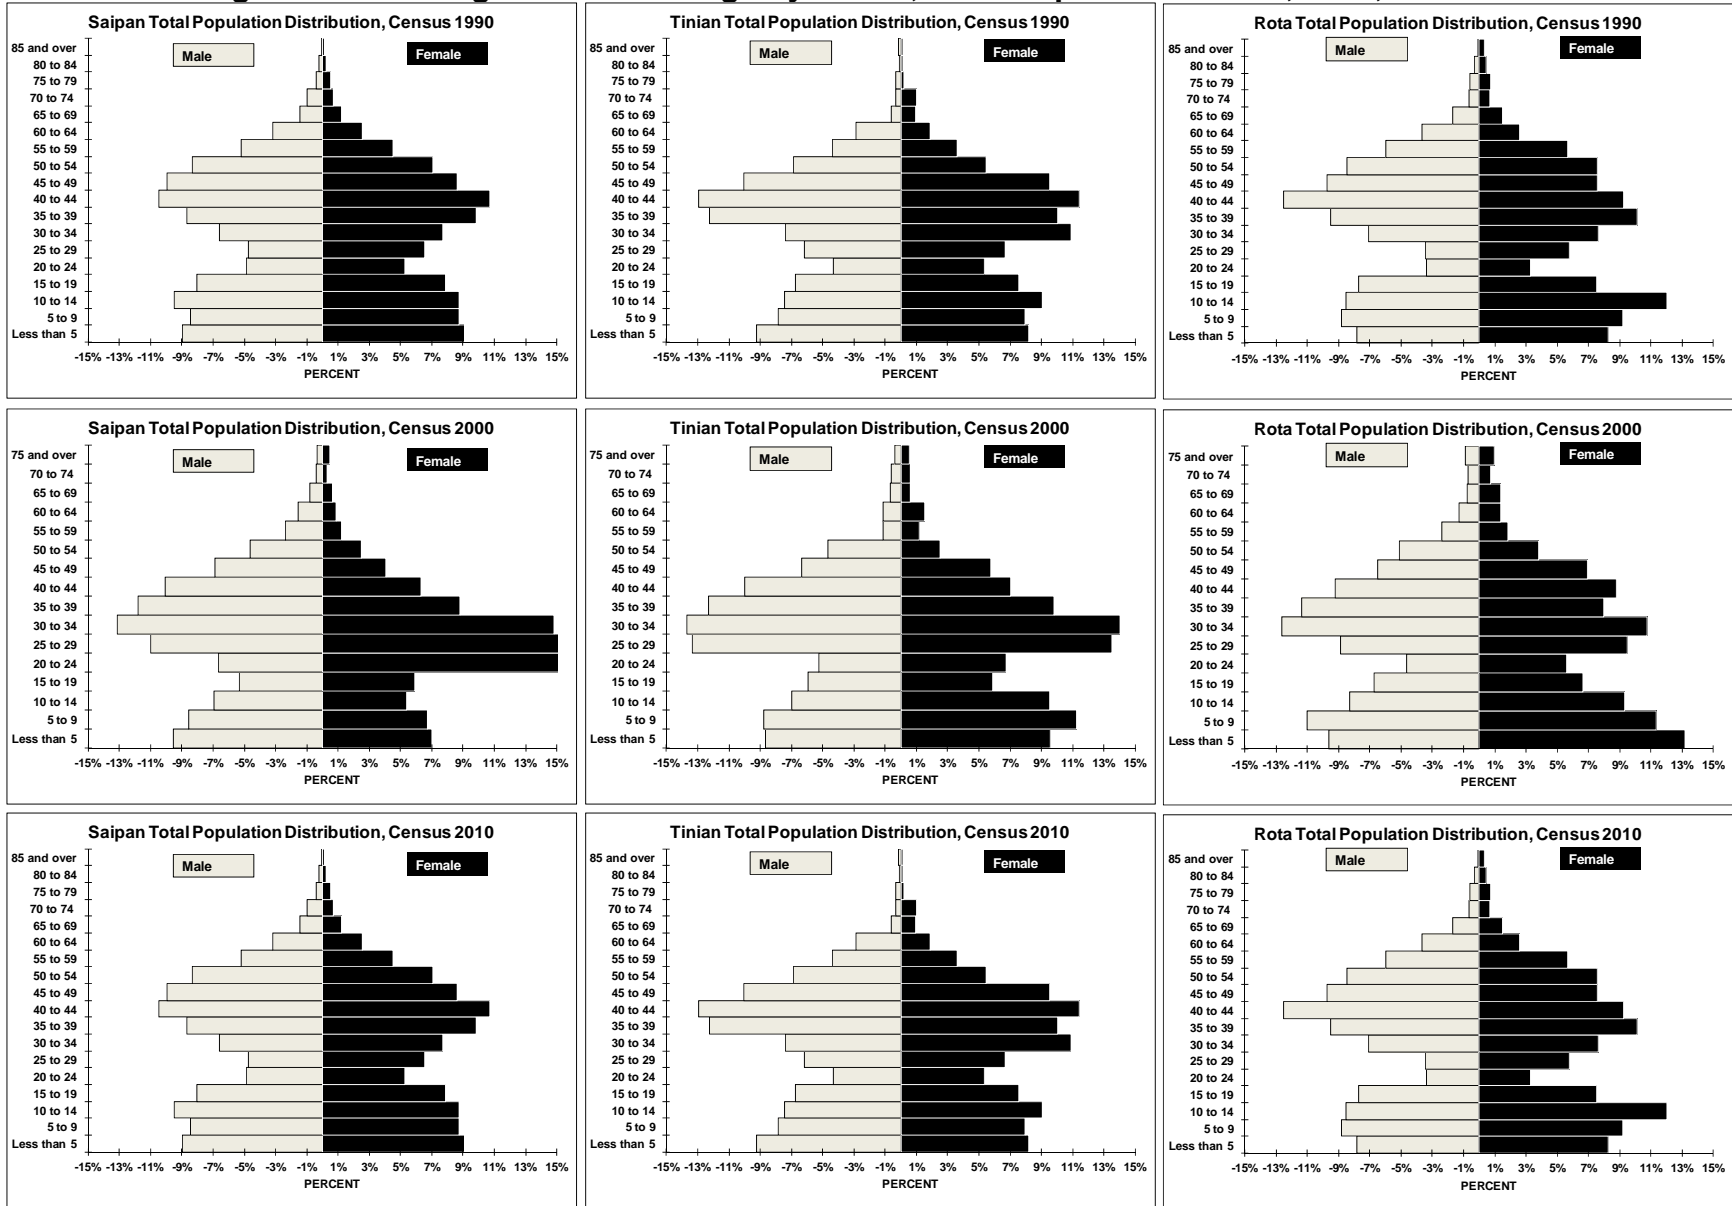 Saipan Total Population Distribution, Census 1990
Male Female
85 and over
80 to 84
75 to 79
70 to 74
65 to 69
60 to 64
55 to 59
50 to 54
45 to 49
40 to 44
35 to 39
30 to 34
25 to 29
20 to 24
15 to 19
10 to 14
5 to 9
Less than 5
-15% -13% -11% -9% -7% -5% -3% -1% 1% 3% 5% 7% 9% 11% 13% 15%
PERCENT
Tinian Total Population Distribution, Census 1990
Male Female
85 and over
80 to 84
75 to 79
70 to 74
65 to 69
60 to 64
55 to 59
50 to 54
45 to 49
40 to 44
35 to 39
30 to 34
25 to 29
20 to 24
15 to 19
10 to 14
5 to 9
Less than 5
-15% -13% -11% -9% -7% -5% -3% -1% 1% 3% 5% 7% 9% 11% 13% 15%
PERCENT
Rota Total Population Distribution, Census 1990
Male Female
85 and over
80 to 84
75 to 79
70 to 74
65 to 69
60 to 64
55 to 59
50 to 54
45 to 49
40 to 44
35 to 39
30 to 34
25 to 29
20 to 24
15 to 19
10 to 14
5 to 9
Less than 5
-15% -13% -11% -9% -7% -5% -3% -1% 1% 3% 5% 7% 9% 11% 13% 15%
PERCENT
Saipan Total Population Distribution, Census 2000
Male Female
75 and over
70 to 74
65 to 69
60 to 64
55 to 59
50 to 54
45 to 49
40 to 44
35 to 39
30 to 34
25 to 29
20 to 24
15 to 19
10 to 14
5 to 9
Less than 5
-15% -13% -11% -9% -7% -5% -3% -1% 1% 3% 5% 7% 9% 11% 13% 15%
PERCENT
Tinian Total Population Distribution, Census 2000
Male Female
75 and over
70 to 74
65 to 69
60 to 64
55 to 59
50 to 54
45 to 49
40 to 44
35 to 39
30 to 34
25 to 29
20 to 24
15 to 19
10 to 14
5 to 9
Less than 5
-15% -13% -11% -9% -7% -5% -3% -1% 1% 3% 5% 7% 9% 11% 13% 15%
PERCENT
Rota Total Population Distribution, Census 2000
Male Female
75 and over
70 to 74
65 to 69
60 to 64
55 to 59
50 to 54
45 to 49
40 to 44
35 to 39
30 to 34
25 to 29
20 to 24
15 to 19
10 to 14
5 to 9
Less than 5
-15% -13% -11% -9% -7% -5% -3% -1% 1% 3% 5% 7% 9% 11% 13% 15%
PERCENT
Saipan Total Population Distribution, Census 2010
Male Female
85 and over
80 to 84
75 to 79
70 to 74
65 to 69
60 to 64
55 to 59
50 to 54
45 to 49
40 to 44
35 to 39
30 to 34
25 to 29
20 to 24
15 to 19
10 to 14
5 to 9
Less than 5
-15% -13% -11% -9% -7% -5% -3% -1% 1% 3% 5% 7% 9% 11% 13% 15%
PERCENT
Tinian Total Population Distribution, Census 2010
Male Female
85 and over
80 to 84
75 to 79
70 to 74
65 to 69
60 to 64
55 to 59
50 to 54
45 to 49
40 to 44
35 to 39
30 to 34
25 to 29
20 to 24
15 to 19
10 to 14
5 to 9
Less than 5
-15% -13% -11% -9% -7% -5% -3% -1% 1% 3% 5% 7% 9% 11% 13% 15%
PERCENT
Rota Total Population Distribution, Census 2010
Male Female
85 and over
80 to 84
75 to 79
70 to 74
65 to 69
60 to 64
55 to 59
50 to 54
45 to 49
40 to 44
35 to 39
30 to 34
25 to 29
20 to 24
15 to 19
10 to 14
5 to 9
Less than 5
-15% -13% -11% -9% -7% -5% -3% -1% 1% 3% 5% 7% 9% 11% 13% 15%
PERCENT